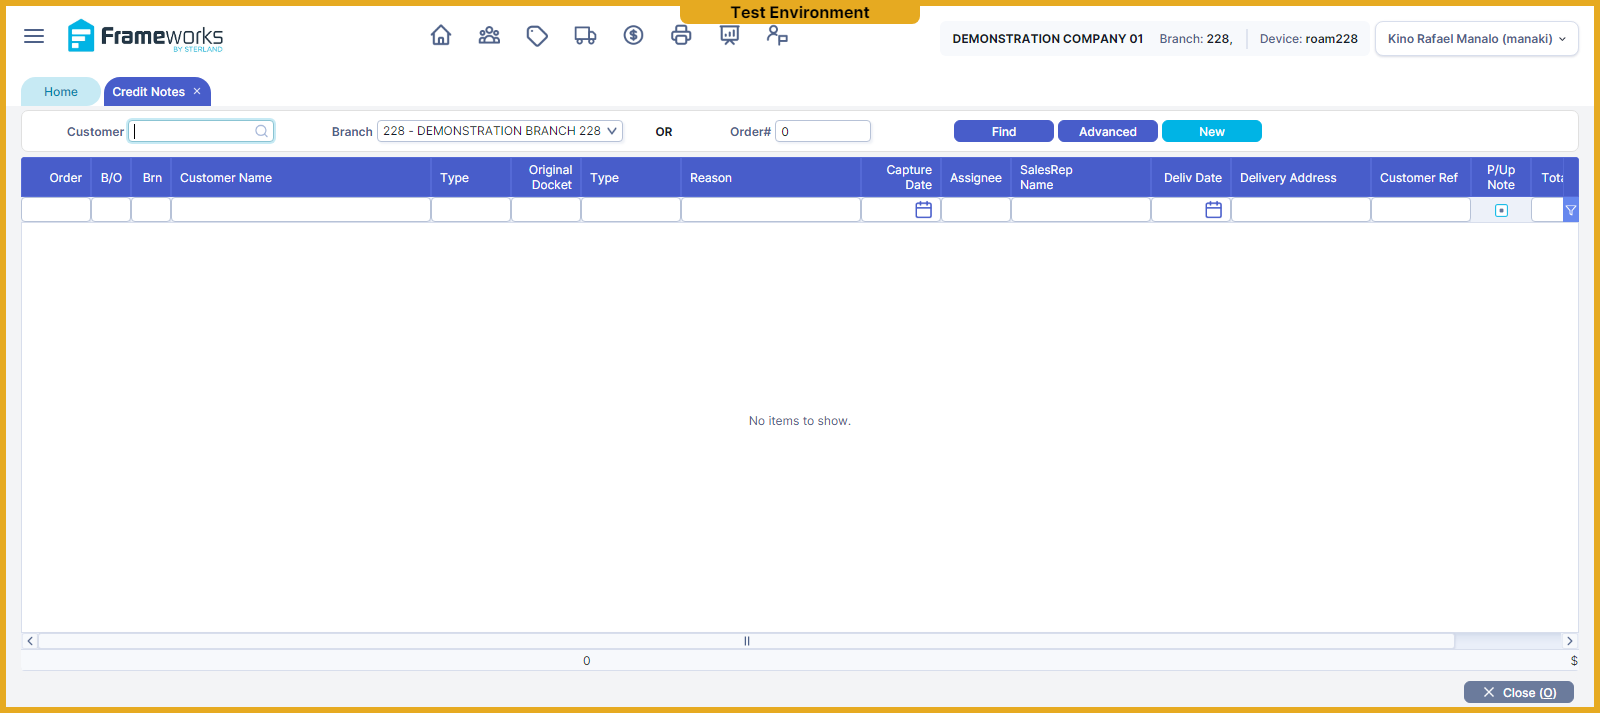 Test Environment
Frameworks
BY STERLAND
DEMONSTRATION COMPANY 01 Branch: 228, Device: roam228 Kino Rafael Manalo (manaki)
Home Credit Notes
Customer Branch 228 - DEMONSTRATION BRANCH 228 OR Order# 0 Find Advanced New
Order B/O Brn Customer Name Type Original Docket Type Reason Capture Date Assignee SalesRep Name Deliv Date Delivery Address Customer Ref P/Up Note Tota
No items to show.
0 $
Close (O)